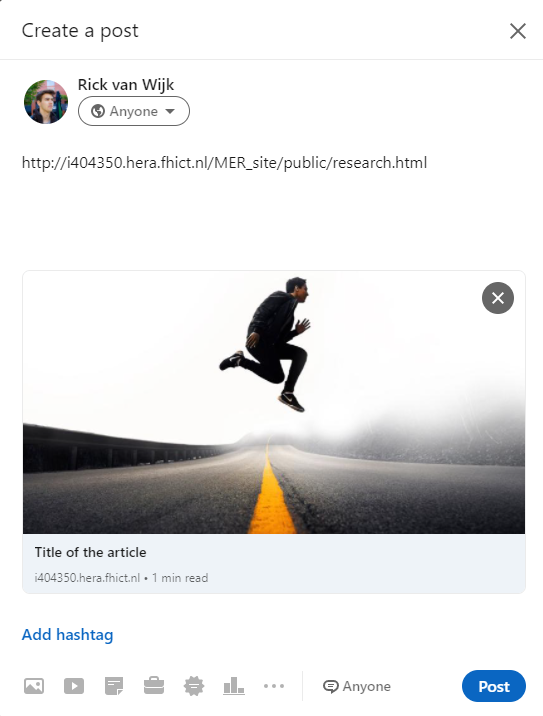 Create a post
Rick van Wijk
Anyone
http://i404350.hera.fhict.nl/MER_site/public/research.html
Title of the article
i404350.hera.fhict.nl • 1 min read
Add hashtag
Anyone
Post